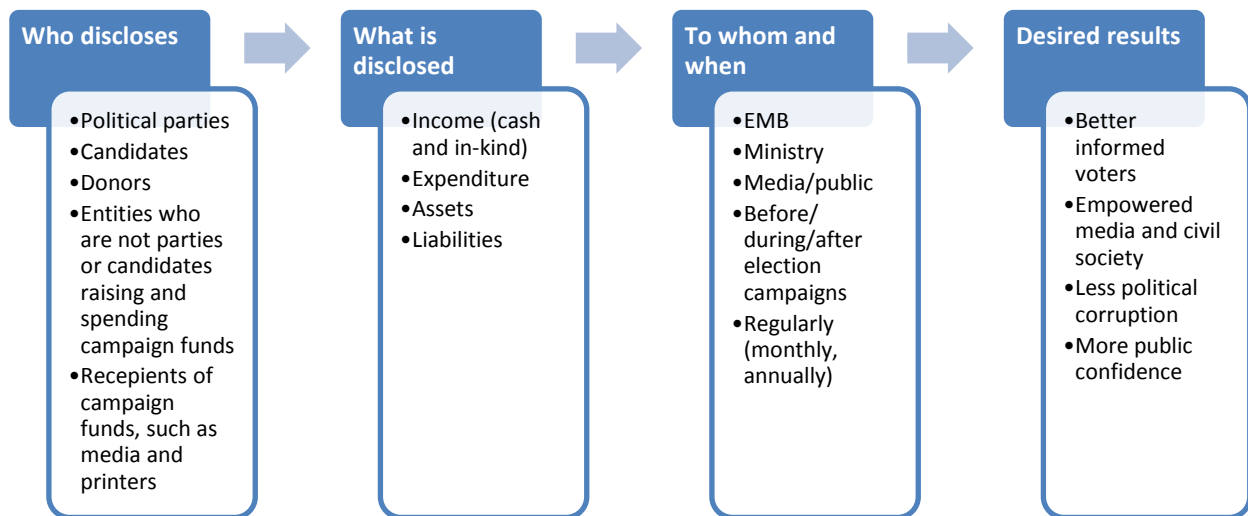 Who discloses
•Political parties
•Candidates
•Donors
•Entities who
are not parties
or candidates
raising and
spending
campaign funds
•Recepients of
campaign
funds, such as
media and
printers
What is
disclosed
•Income (cash
and in-kind)
•Expenditure
•Assets
•Liabilities
To whom and
when
•EMB
•Ministry
•Media/public
•Before/
during/after
election
campaigns
•Regularly
(monthly,
annually)
Desired results
•Better
informed
voters
•Empowered
media and civil
society
•Less political
corruption
•More public
confidence